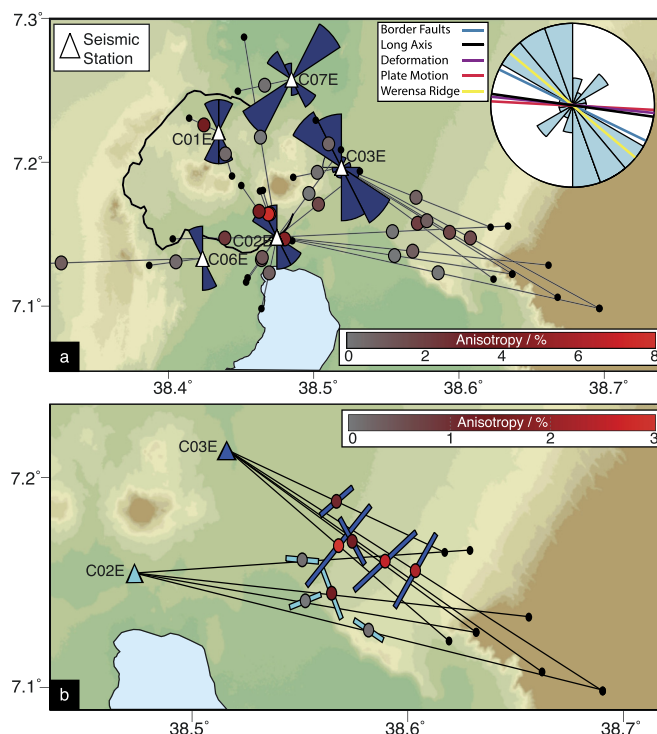 7.3°
Seismic
Station
Border Faults
Long Axis
Deformation
Plate Motion
Werensa Ridge
C07E
C01E
7.2°
C03E
C02E
C06E
7.1°
Anisotropy / %
0 2 4 6 8
a
38.4° 38.5° 38.6° 38.7°
Anisotropy / %
0 1 2 3
C03E
7.2°
C02E
7.1°
b
38.5° 38.6° 38.7°